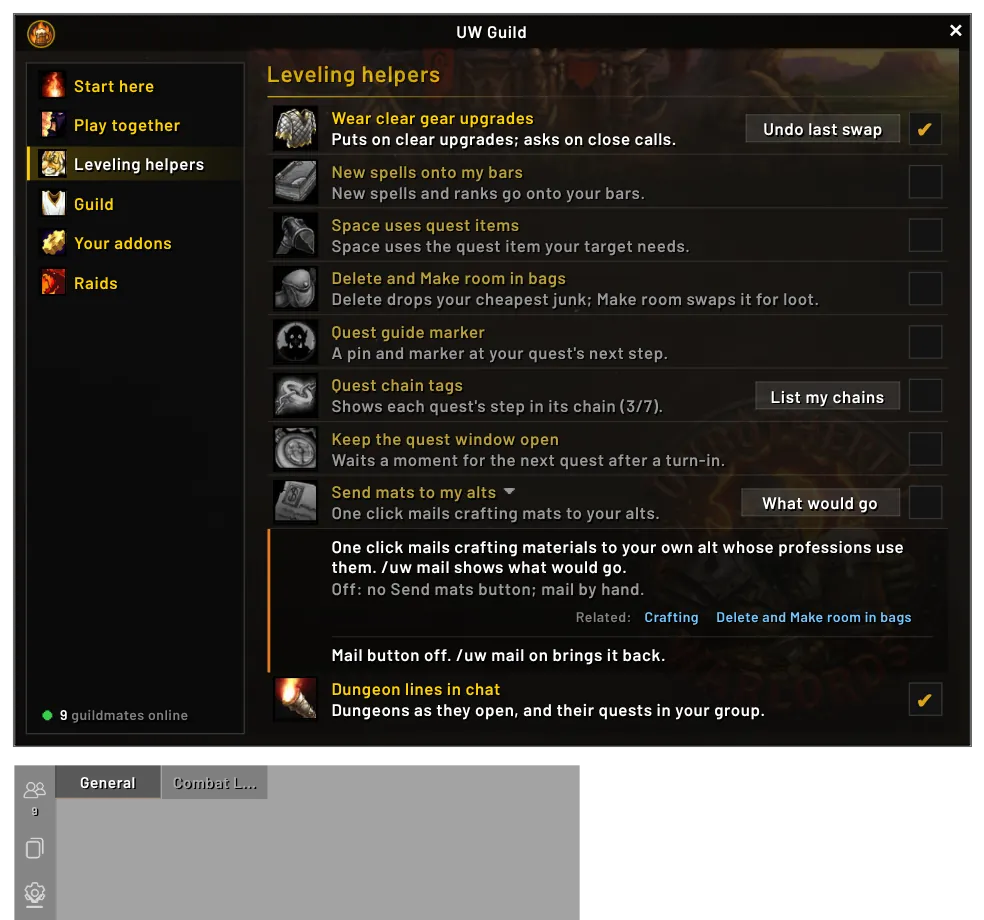 UW Guild
Start here
Play together
Leveling helpers
Guild
Your addons
Raids
9 guildmates online
Leveling helpers
Wear clear gear upgrades
Puts on clear upgrades; asks on close calls.
Undo last swap
New spells onto my bars
New spells and ranks go onto your bars.
Space uses quest items
Space uses the quest item your target needs.
Delete and Make room in bags
Delete drops your cheapest junk; Make room swaps it for loot.
Quest guide marker
A pin and marker at your quest's next step.
Quest chain tags
Shows each quest's step in its chain (3/7).
List my chains
Keep the quest window open
Waits a moment for the next quest after a turn-in.
Send mats to my alts
One click mails crafting mats to your alts.
What would go
One click mails crafting materials to your own alt whose professions use
them. /uw mail shows what would go.
Off: no Send mats button; mail by hand.
Related: Crafting Delete and Make room in bags
Mail button off. /uw mail on brings it back.
Dungeon lines in chat
Dungeons as they open, and their quests in your group.
General
Combat L...
9